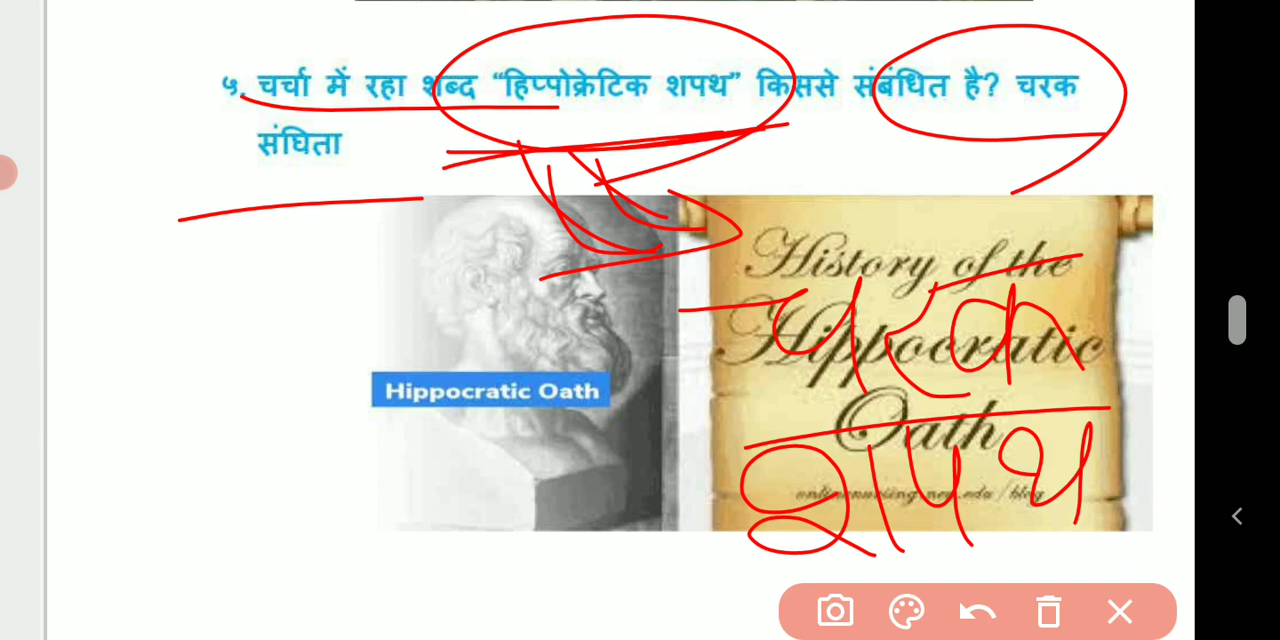 ५. चर्चा में रहा शब्द “हिप्पोक्रेटिक शपथ” किससे संबंधित है? चरक
संघिता
History of the
Hippocratic
Oath
Hippocratic Oath
चरक
शपथ